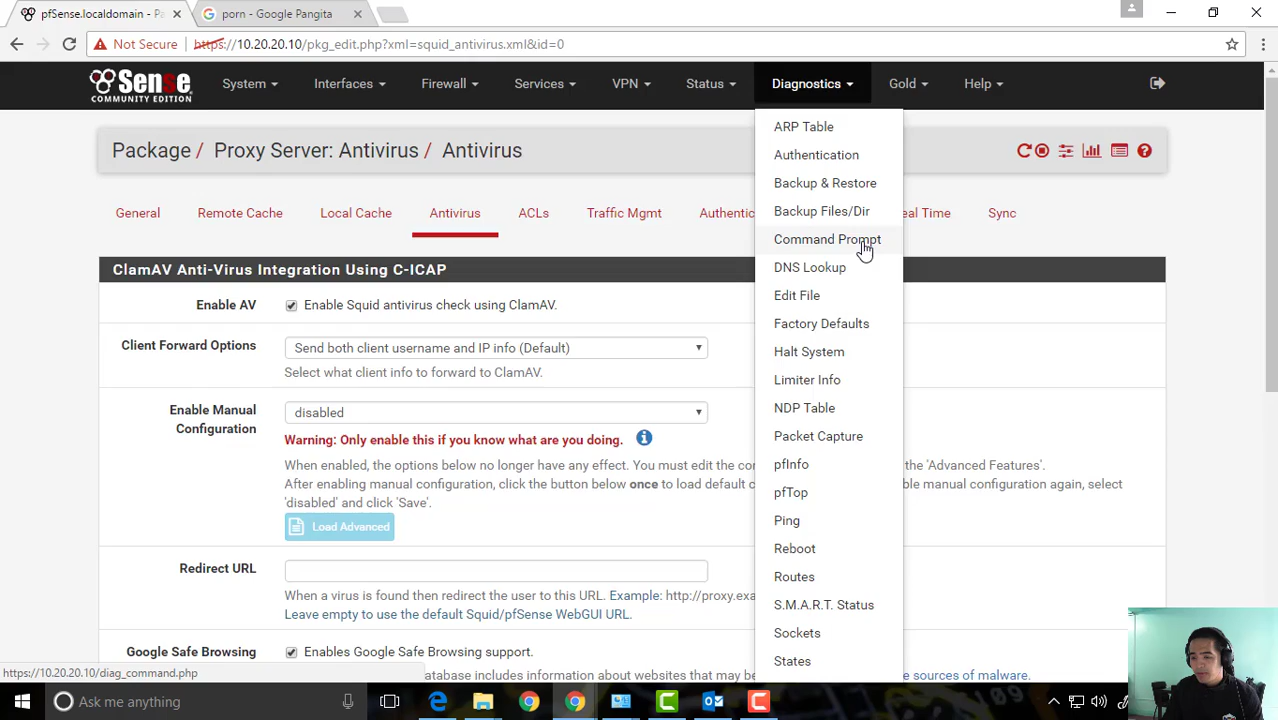 pfSense.localdomain - Pa
porn - Google Pangita
Not Secure https://10.20.20.10/pkg_edit.php?xml=squid_antivirus.xml&id=0
Sense
COMMUNITY EDITION
System Interfaces Firewall Services VPN Status Diagnostics Gold Help
Package / Proxy Server: Antivirus / Antivirus
General Remote Cache Local Cache Antivirus ACLs Traffic Mgmt Authentic eal Time Sync
ARP Table
Authentication
Backup & Restore
Backup Files/Dir
Command Prompt
DNS Lookup
Edit File
Factory Defaults
Halt System
Limiter Info
NDP Table
Packet Capture
pfInfo
pfTop
Ping
Reboot
Routes
S.M.A.R.T. Status
Sockets
States
ClamAV Anti-Virus Integration Using C-ICAP
Enable AV Enable Squid antivirus check using ClamAV.
Client Forward Options Send both client username and IP info (Default)
Select what client info to forward to ClamAV.
Enable Manual Configuration disabled
Warning: Only enable this if you know what are you doing.
When enabled, the options below no longer have any effect. You must edit the co the 'Advanced Features'.
After enabling manual configuration, click the button below once to load default c ble manual configuration again, select
'disabled' and click 'Save'.
Load Advanced
Redirect URL
When a virus is found then redirect the user to this URL. Example: http://proxy.exa
Leave empty to use the default Squid/pfSense WebGUI URL.
Google Safe Browsing Enables Google Safe Browsing support.
atabase includes information about websites that may be e sources of malware.
https://10.20.20.10/diag_command.php
Ask me anything